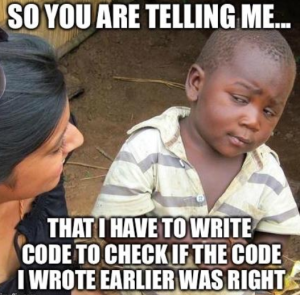 SO YOU ARE TELLING ME...
THAT I HAVE TO WRITE
CODE TO CHECK IF THE CODE
I WROTE EARLIER WAS RIGHT